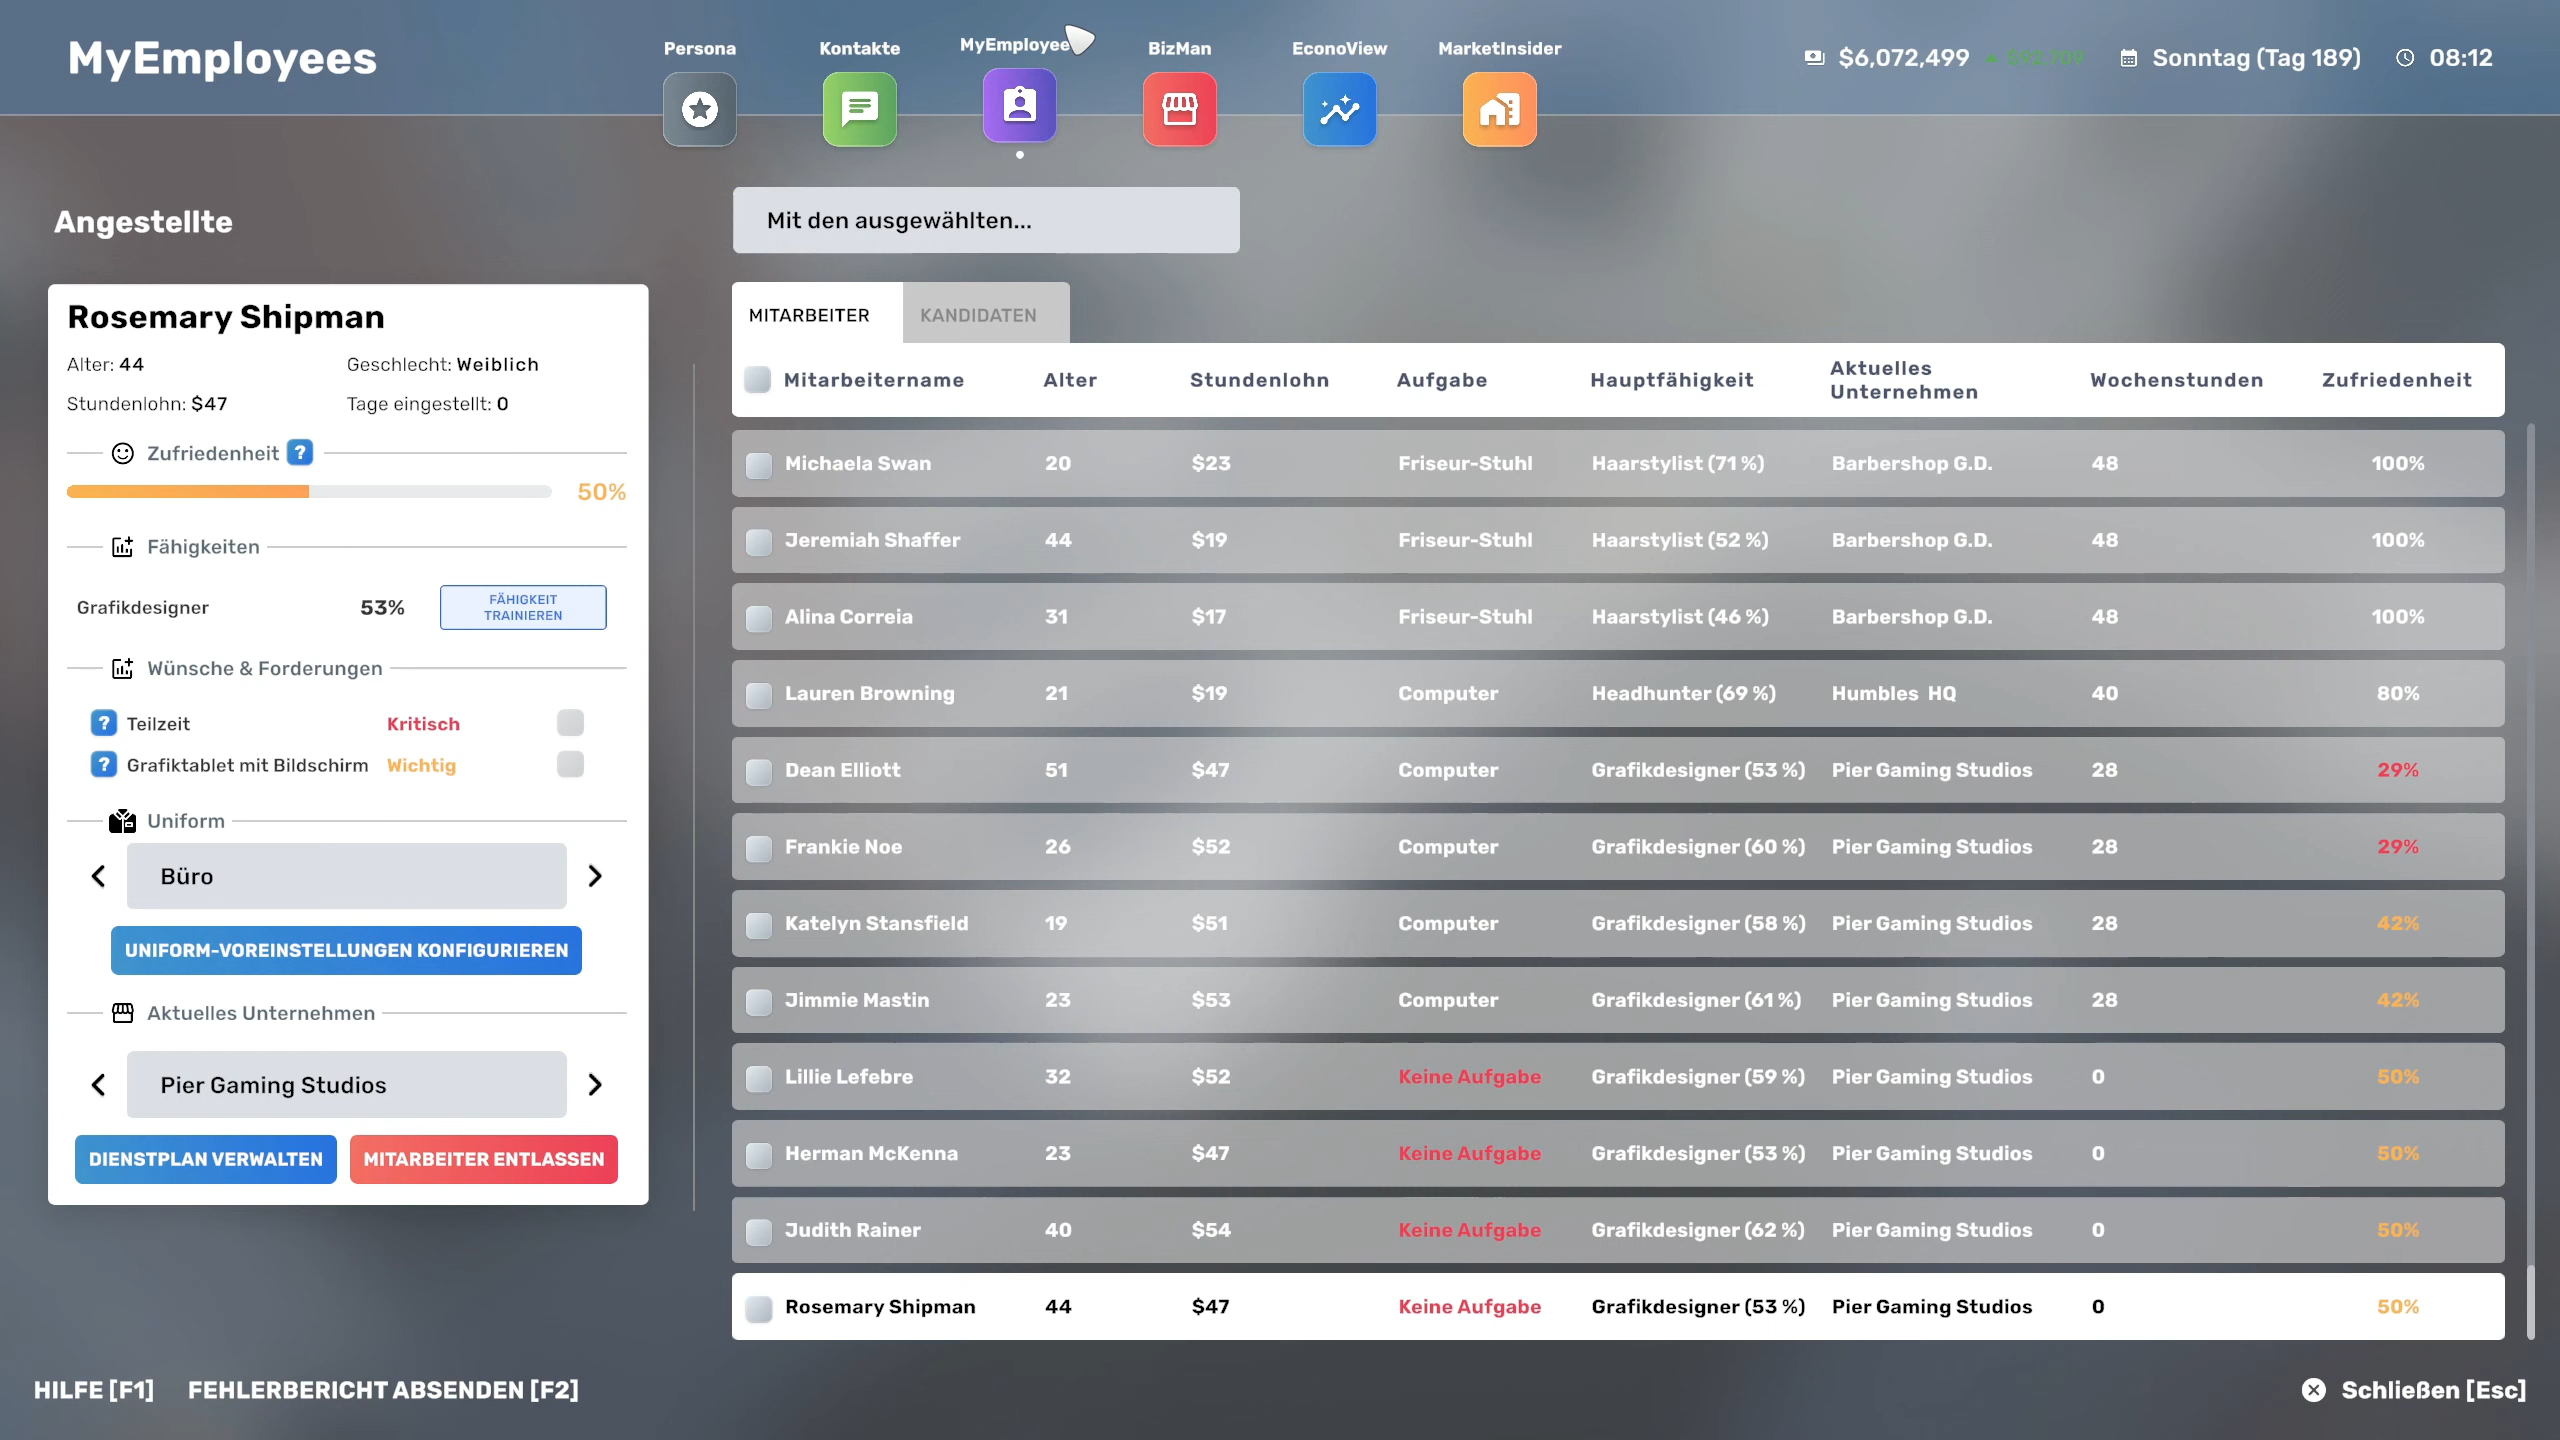 MyEmployees
Persona
Kontakte
MyEmployee
BizMan
EconoView
MarketInsider
$6,072,499
Sonntag (Tag 189)
08:12
Angestellte
Mit den ausgewählten...
Rosemary Shipman
Alter: 44
Geschlecht: Weiblich
Stundenlohn: $47
Tage eingestellt: 0
Zufriedenheit ?
50%
Fähigkeiten
Grafikdesigner 53%
FÄHIGKEIT
TRAINIEREN
Wünsche & Forderungen
? Teilzeit Kritisch
? Grafiktablet mit Bildschirm Wichtig
Uniform
Büro
UNIFORM-VOREINSTELLUNGEN KONFIGURIEREN
Aktuelles Unternehmen
Pier Gaming Studios
DIENSTPLAN VERWALTEN
MITARBEITER ENTLASSEN
MITARBEITER
KANDIDATEN
Mitarbeitername Alter Stundenlohn Aufgabe Hauptfähigkeit Aktuelles Unternehmen Wochenstunden Zufriedenheit
Michaela Swan 20 $23 Friseur-Stuhl Haarstylist (71 %) Barbershop G.D. 48 100%
Jeremiah Shaffer 44 $19 Friseur-Stuhl Haarstylist (52 %) Barbershop G.D. 48 100%
Alina Correia 31 $17 Friseur-Stuhl Haarstylist (46 %) Barbershop G.D. 48 100%
Lauren Browning 21 $19 Computer Headhunter (69 %) Humbles HQ 40 80%
Dean Elliott 51 $47 Computer Grafikdesigner (53 %) Pier Gaming Studios 28 29%
Frankie Noe 26 $52 Computer Grafikdesigner (60 %) Pier Gaming Studios 28 29%
Katelyn Stansfield 19 $51 Computer Grafikdesigner (58 %) Pier Gaming Studios 28 42%
Jimmie Mastin 23 $53 Computer Grafikdesigner (61 %) Pier Gaming Studios 28 42%
Lillie Lefebre 32 $52 Keine Aufgabe Grafikdesigner (59 %) Pier Gaming Studios 0 50%
Herman McKenna 23 $47 Keine Aufgabe Grafikdesigner (53 %) Pier Gaming Studios 0 50%
Judith Rainer 40 $54 Keine Aufgabe Grafikdesigner (62 %) Pier Gaming Studios 0 50%
Rosemary Shipman 44 $47 Keine Aufgabe Grafikdesigner (53 %) Pier Gaming Studios 0 50%
HILFE [F1]
FEHLERBERICHT ABSENDEN [F2]
Schließen [Esc]